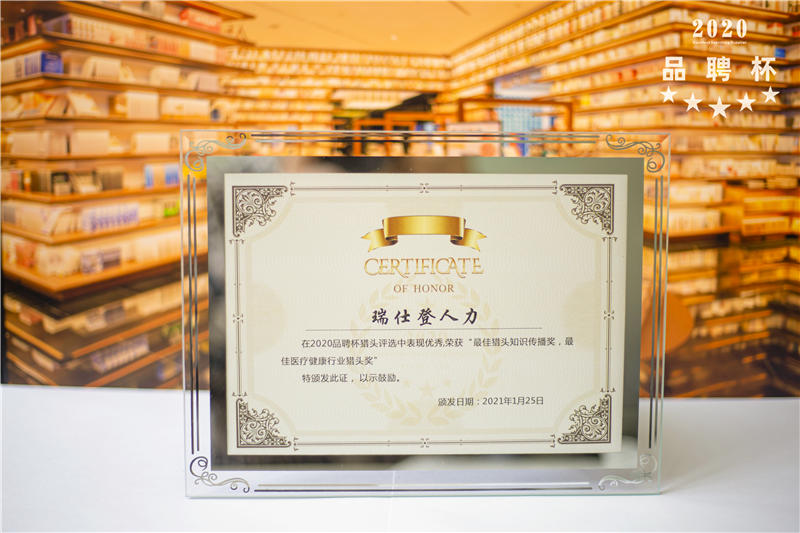 2020
品聘杯
CERTIFICATE
OF HONOR
瑞仕登人力
在2020品聘杯猎头评选中表现优秀,荣获“最佳猎头知识传播奖，最
佳医疗健康行业猎头奖”
特颁发此证，以示鼓励。
颁发日期：2021年1月25日